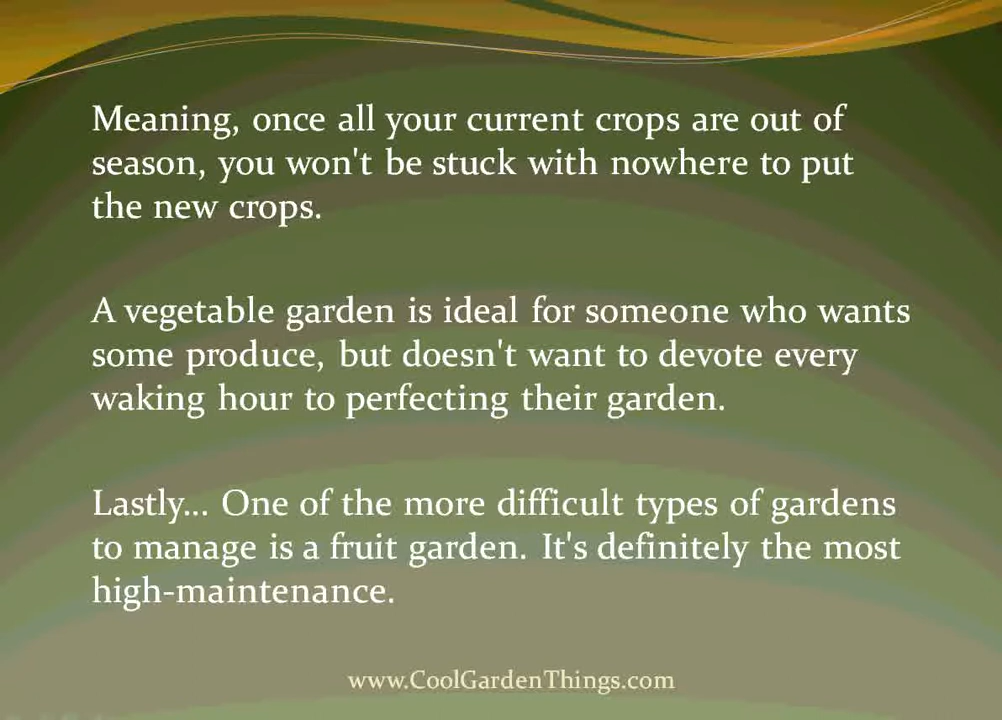 Meaning, once all your current crops are out of
season, you won't be stuck with nowhere to put
the new crops.
A vegetable garden is ideal for someone who wants
some produce, but doesn't want to devote every
waking hour to perfecting their garden.
Lastly... One of the more difficult types of gardens
to manage is a fruit garden. It's definitely the most
high-maintenance.
www.CoolGardenThings.com